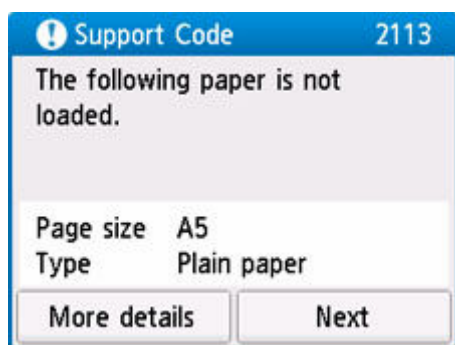 Support Code 2113
The following paper is not
loaded.
Page size A5
Type Plain paper
More details Next